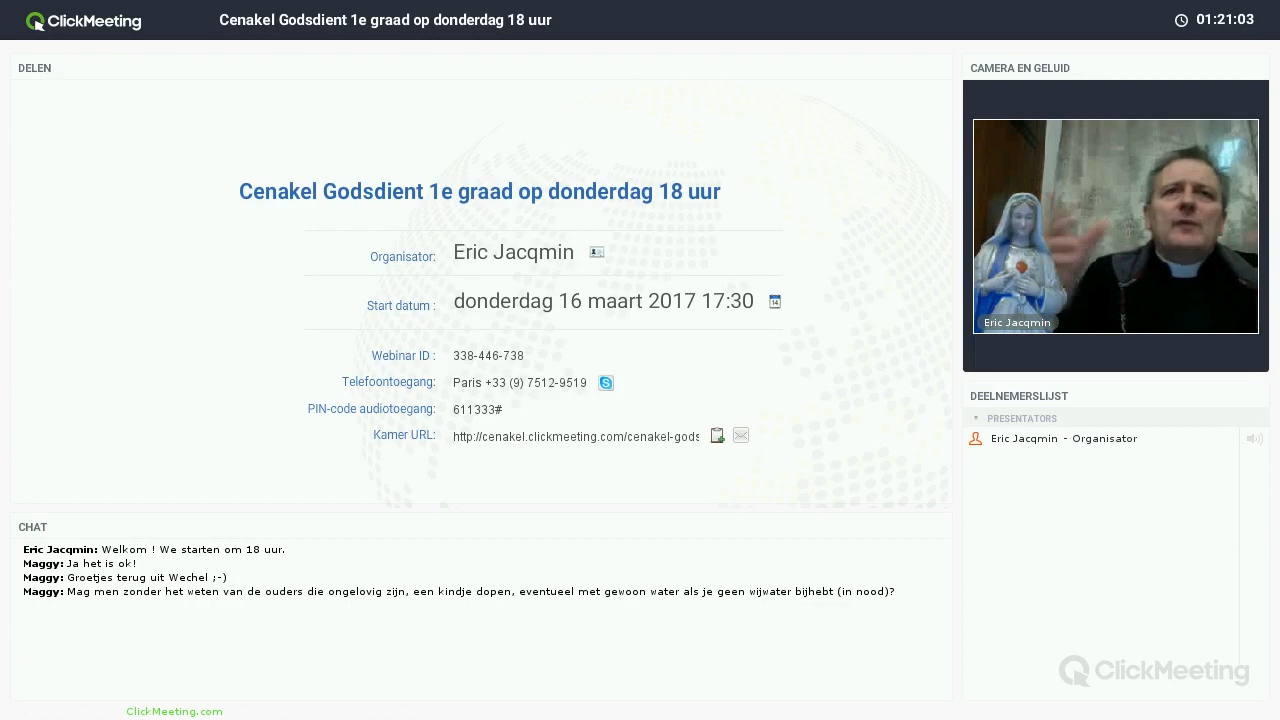 ClickMeeting
Cenakel Godsdient 1e graad op donderdag 18 uur
01:21:03
DELEN
Cenakel Godsdient 1e graad op donderdag 18 uur
Organisator: Eric Jacqmin
Start datum : donderdag 16 maart 2017 17:30
14
Webinar ID : 338-446-738
Telefoontoegang: Paris +33 (9) 7512-9519
PIN-code audiotoegang: 611333#
Kamer URL: http://cenakel.clickmeeting.com/cenakel-gods
CHAT
Eric Jacqmin: Welkom ! We starten om 18 uur.
Maggy: Ja het is ok!
Maggy: Groetjes terug uit Wechel ;-)
Maggy: Mag men zonder het weten van de ouders die ongelovig zijn, een kindje dopen, eventueel met gewoon water als je geen wijwater bijhebt (in nood)?
ClickMeeting.com
CAMERA EN GELUID
Eric Jacqmin
DEELNEMERSLIJST
PRESENTATORS
Eric Jacqmin - Organisator
ClickMeeting